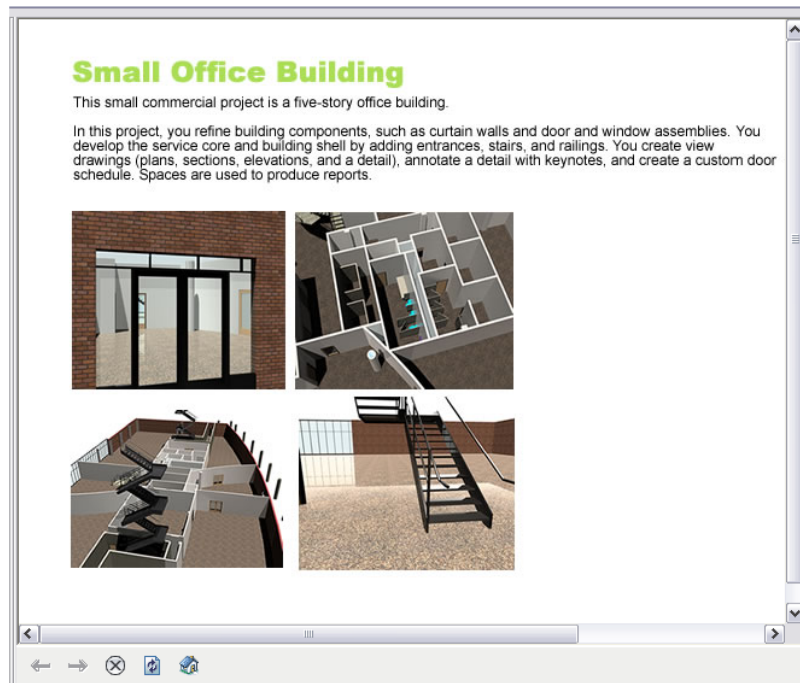 Small Office Building
This small commercial project is a five-story office building.
In this project, you refine building components, such as curtain walls and door and window assemblies. You
develop the service core and building shell by adding entrances, stairs, and railings. You create view
drawings (plans, sections, elevations, and a detail), annotate a detail with keynotes, and create a custom door
schedule. Spaces are used to produce reports.